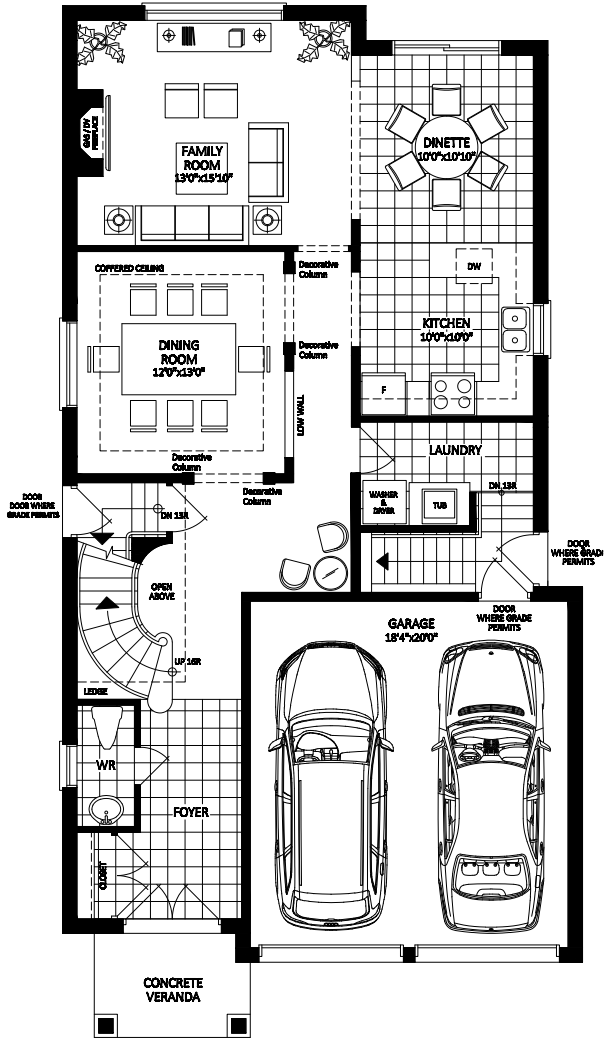 GAS / DV
FIREPLACE
FAMILY
ROOM
13'0"x15'10"
DINETTE
10'0"x10'10"
COFFERED CEILING
Decorative
Column
DW
KITCHEN
10'0"x10'0"
DINING
ROOM
12'0"x13'0"
Decorative
Column
F
LOW WALL
Decorative
Column
Decorative
Column
LAUNDRY
WASHER
&
DRYER
TUB
DN 13R
DOOR
DOOR WHERE
GRADE PERMITS
DN 13R
DOOR
WHERE GRADE
PERMITS
OPEN
ABOVE
DOOR
WHERE GRADE
PERMITS
GARAGE
18'4"x20'0"
UP 16R
LEDGE
WR
FOYER
CLOSET
CONCRETE
VERANDA